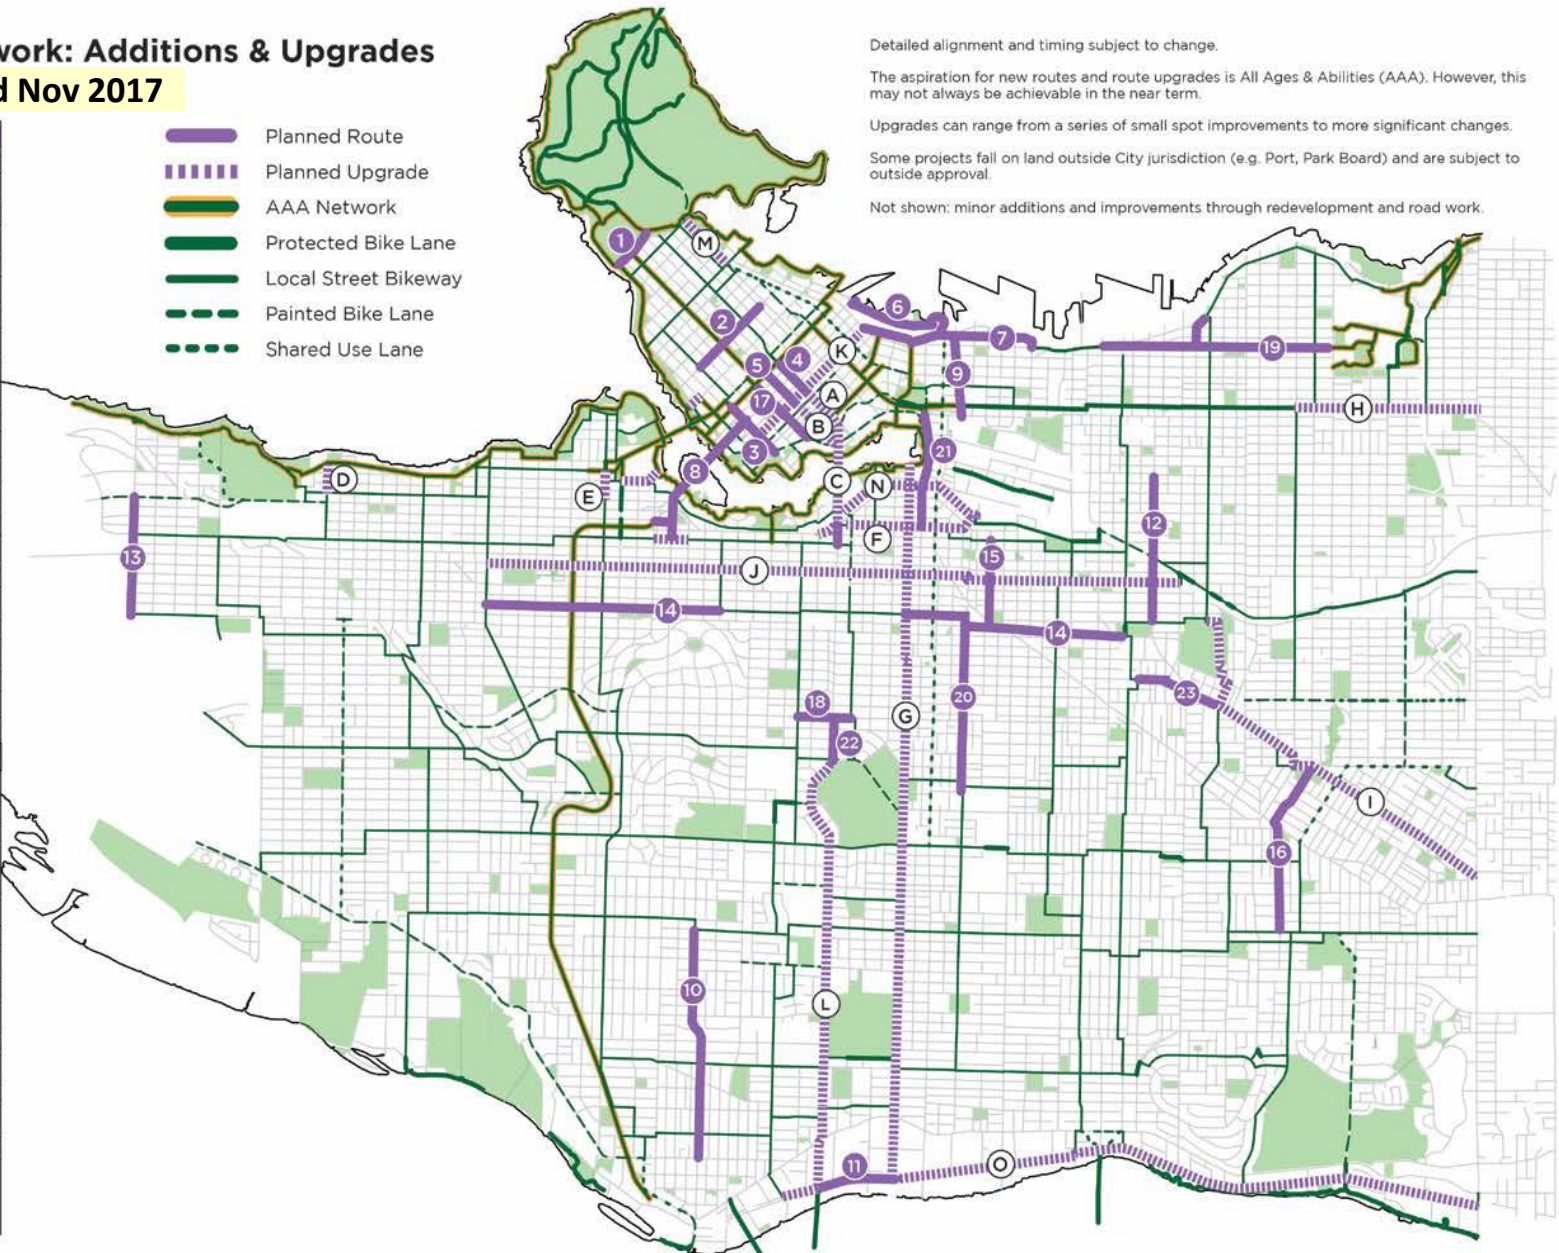 work: Additions & Upgrades
d Nov 2017
Planned Route
Planned Upgrade
AAA Network
Protected Bike Lane
Local Street Bikeway
Painted Bike Lane
Shared Use Lane
Detailed alignment and timing subject to change.
The aspiration for new routes and route upgrades is All Ages & Abilities (AAA). However, this
may not always be achievable in the near term.
Upgrades can range from a series of small spot improvements to more significant changes.
Some projects fall on land outside City jurisdiction (e.g. Port, Park Board) and are subject to
outside approval.
Not shown: minor additions and improvements through redevelopment and road work.
1
M
2
6
7
K
5
4
9
19
A
17
B
H
3
21
8
D
C
N
E
12
F
13
15
J
14
14
23
20
18
G
22
I
16
10
L
11
O